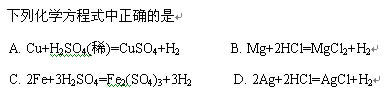 下列化学方程式中正确的是↵
A. Cu+H₂SO₄(稀)=CuSO₄+H₂ B. Mg+2HCl=MgCl₂+H₂
C. 2Fe+3H₂SO₄=Fe₂(SO₄)₃+3H₂ D. 2Ag+2HCl=AgCl+H₂